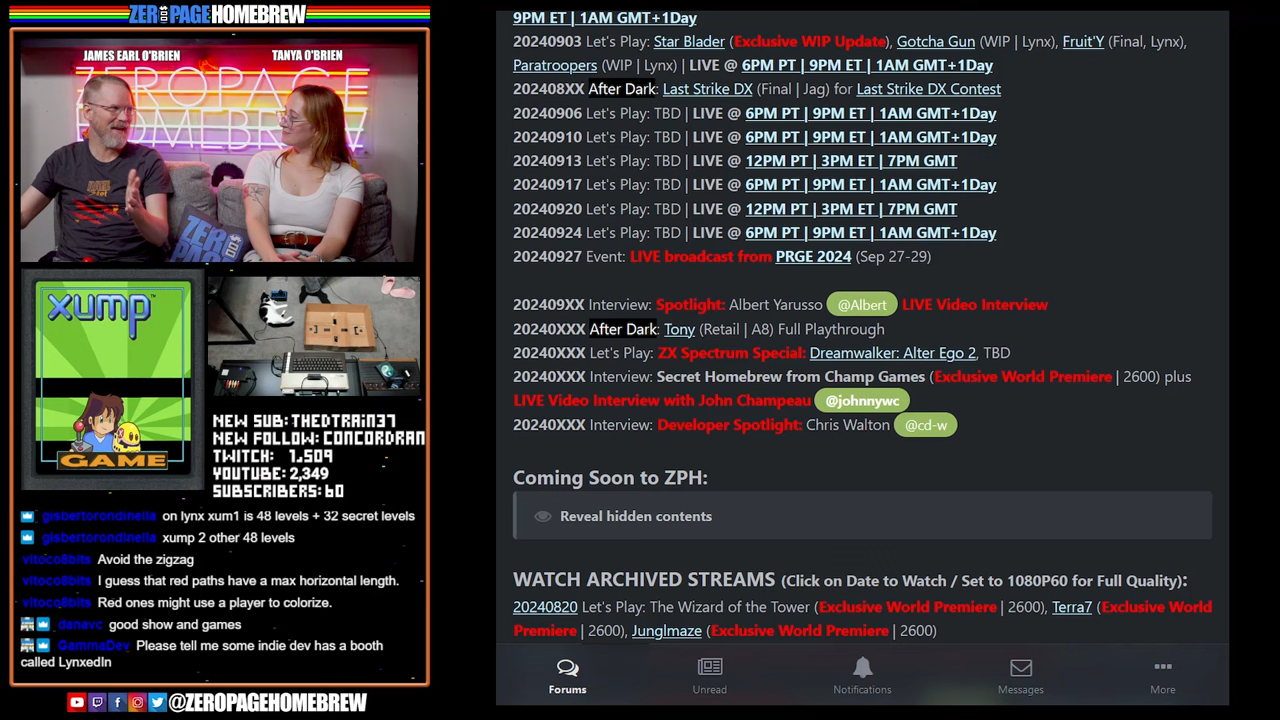 ZERO PAGE HOMEBREW
JAMES EARL O'BRIEN
TANYA O'BRIEN
ZEROPAGE
HOMEBREW
ZERO
PAGE
xump™
GAME
NEW SUB: THEDTRAIN37
NEW FOLLOW: CONCORDRAN
TWITCH: 1,509
YOUTUBE: 2,349
SUBSCRIBERS: 60
gisbertorondinella on lynx xum1 is 48 levels + 32 secret levels
gisbertorondinella xump 2 other 48 levels
vitoco8bits Avoid the zigzag
vitoco8bits I guess that red paths have a max horizontal length.
vitoco8bits Red ones might use a player to colorize.
danavc good show and games
GammaDev Please tell me some indie dev has a booth
called LynxedIn
@ZEROPAGEHOMEBREW
9PM ET | 1AM GMT+1Day
20240903 Let's Play: Star Blader (Exclusive WIP Update), Gotcha Gun (WIP | Lynx), Fruit'Y (Final, Lynx),
Paratroopers (WIP | Lynx) | LIVE @ 6PM PT | 9PM ET | 1AM GMT+1Day
202408XX After Dark: Last Strike DX (Final | Jag) for Last Strike DX Contest
20240906 Let's Play: TBD | LIVE @ 6PM PT | 9PM ET | 1AM GMT+1Day
20240910 Let's Play: TBD | LIVE @ 6PM PT | 9PM ET | 1AM GMT+1Day
20240913 Let's Play: TBD | LIVE @ 12PM PT | 3PM ET | 7PM GMT
20240917 Let's Play: TBD | LIVE @ 6PM PT | 9PM ET | 1AM GMT+1Day
20240920 Let's Play: TBD | LIVE @ 12PM PT | 3PM ET | 7PM GMT
20240924 Let's Play: TBD | LIVE @ 6PM PT | 9PM ET | 1AM GMT+1Day
20240927 Event: LIVE broadcast from PRGE 2024 (Sep 27-29)
202409XX Interview: Spotlight: Albert Yarusso @Albert LIVE Video Interview
20240XXX After Dark: Tony (Retail | A8) Full Playthrough
20240XXX Let's Play: ZX Spectrum Special: Dreamwalker: Alter Ego 2, TBD
20240XXX Interview: Secret Homebrew from Champ Games (Exclusive World Premiere | 2600) plus
LIVE Video Interview with John Champeau @johnnywc
20240XXX Interview: Developer Spotlight: Chris Walton @cd-w
Coming Soon to ZPH:
Reveal hidden contents
WATCH ARCHIVED STREAMS (Click on Date to Watch / Set to 1080P60 for Full Quality):
20240820 Let's Play: The Wizard of the Tower (Exclusive World Premiere | 2600), Terra7 (Exclusive World
Premiere | 2600), Junglmaze (Exclusive World Premiere | 2600)
Forums
Unread
Notifications
Messages
More